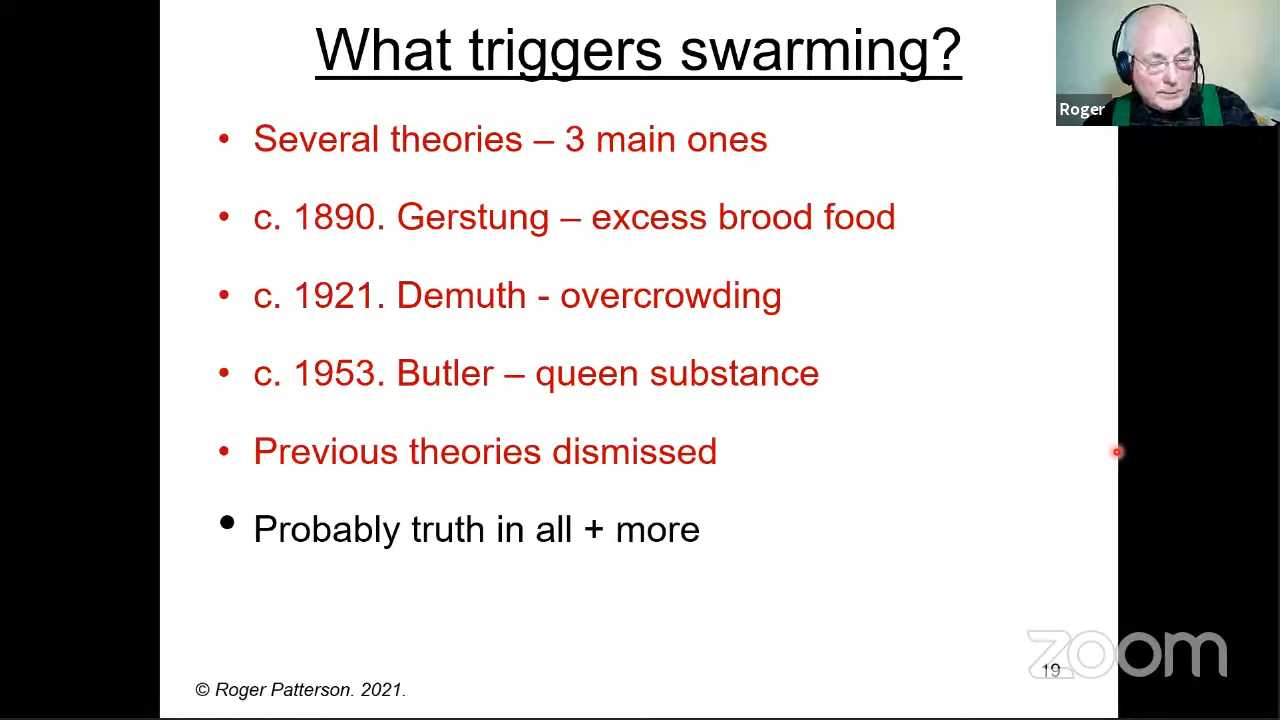 What triggers swarming?
Roger
• Several theories – 3 main ones
• c. 1890. Gerstung – excess brood food
• c. 1921. Demuth - overcrowding
• c. 1953. Butler – queen substance
• Previous theories dismissed
• Probably truth in all + more
zoom
19
© Roger Patterson. 2021.